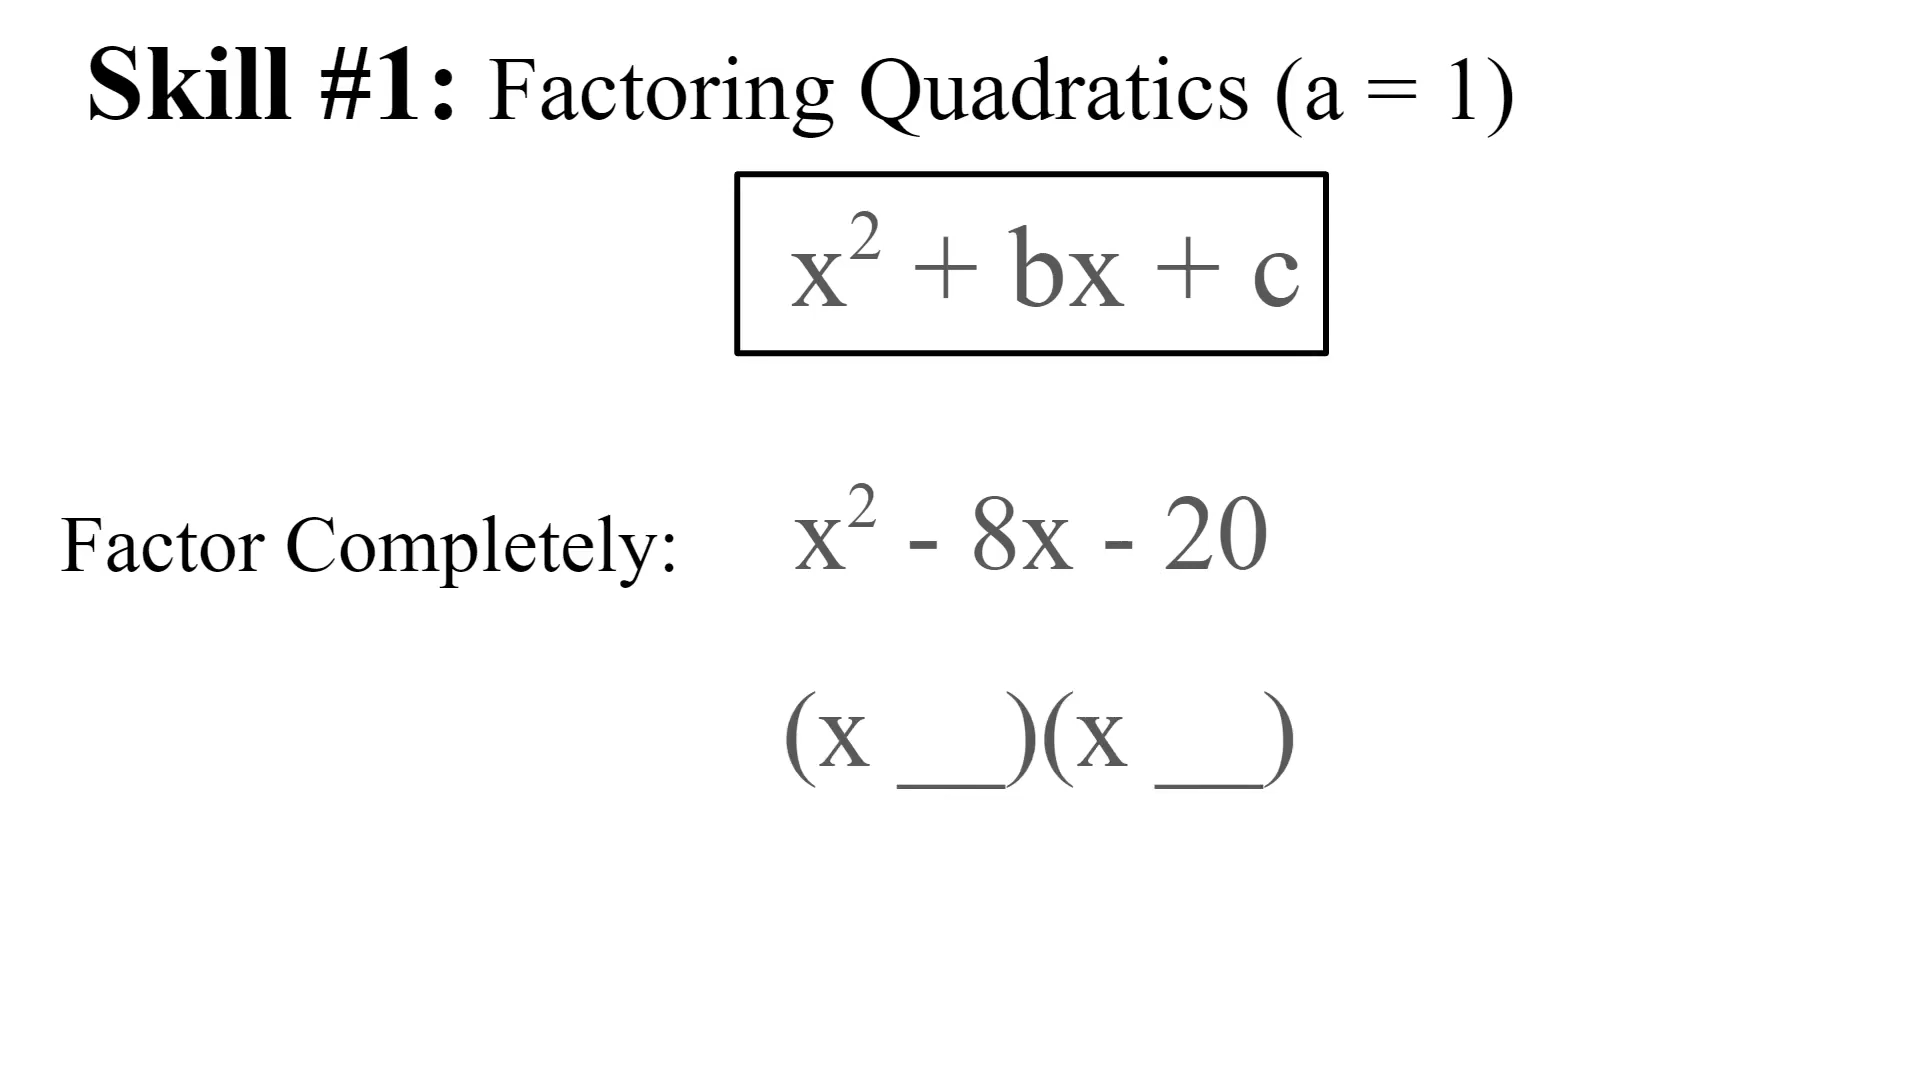 Skill #1: Factoring Quadratics (a = 1)
x² + bx + c
Factor Completely: x² - 8x - 20
(x __)(x __)